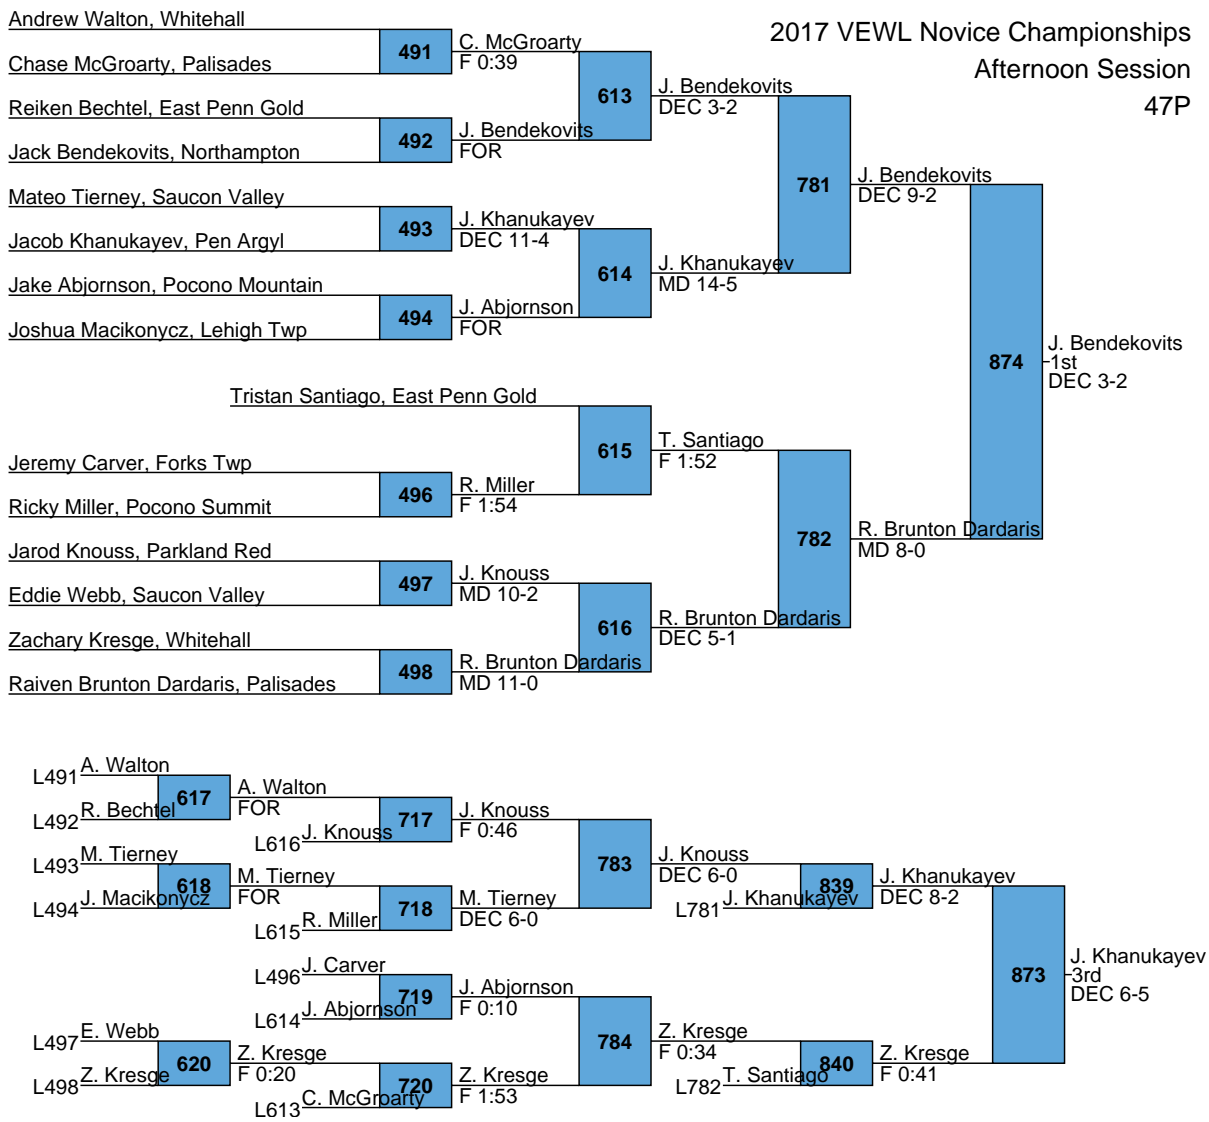 2017 VEWL Novice Championships
Afternoon Session
47P
Andrew Walton, Whitehall
Chase McGroarty, Palisades
Reiken Bechtel, East Penn Gold
Jack Bendekovits, Northampton
Mateo Tierney, Saucon Valley
Jacob Khanukayev, Pen Argyl
Jake Abjornson, Pocono Mountain
Joshua Macikonycz, Lehigh Twp
Tristan Santiago, East Penn Gold
Jeremy Carver, Forks Twp
Ricky Miller, Pocono Summit
Jarod Knouss, Parkland Red
Eddie Webb, Saucon Valley
Zachary Kresge, Whitehall
Raiven Brunton Dardaris, Palisades
491
C. McGroarty
F 0:39
492
J. Bendekovits
FOR
493
J. Khanukayev
DEC 11-4
494
J. Abjornson
FOR
496
R. Miller
F 1:54
497
J. Knouss
MD 10-2
498
R. Brunton Dardaris
MD 11-0
613
J. Bendekovits
DEC 3-2
614
J. Khanukayev
MD 14-5
615
T. Santiago
F 1:52
616
R. Brunton Dardaris
DEC 5-1
781
J. Bendekovits
DEC 9-2
782
R. Brunton Dardaris
MD 8-0
874
J. Bendekovits
1st
DEC 3-2
L491
A. Walton
L492
R. Bechtel
617
A. Walton
FOR
L493
M. Tierney
L494
J. Macikonycz
618
M. Tierney
FOR
L497
E. Webb
L498
Z. Kresge
620
Z. Kresge
F 0:20
L616
J. Knouss
717
J. Knouss
F 0:46
L615
R. Miller
718
M. Tierney
DEC 6-0
L496
J. Carver
L614
J. Abjornson
719
J. Abjornson
F 0:10
L613
C. McGroarty
720
Z. Kresge
F 1:53
783
J. Knouss
DEC 6-0
784
Z. Kresge
F 0:34
L781
J. Khanukayev
839
J. Khanukayev
DEC 8-2
L782
T. Santiago
840
Z. Kresge
F 0:41
873
J. Khanukayev
3rd
DEC 6-5